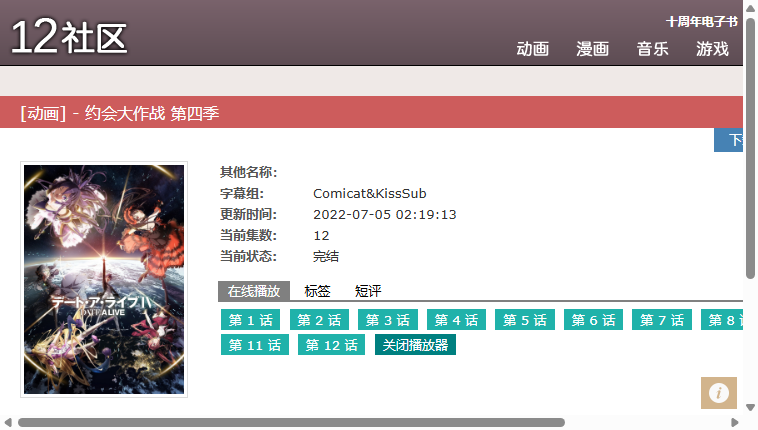 12社区
十周年电子书
动画 漫画 音乐 游戏
[动画] - 约会大作战 第四季
其他名称:
字幕组: Comicat&KissSub
更新时间: 2022-07-05 02:19:13
当前集数: 12
当前状态: 完结
デート・ア・ライブIV
DATE A LIVE
在线播放 标签 短评
第 1 话 第 2 话 第 3 话 第 4 话 第 5 话 第 6 话 第 7 话 第 8
第 11 话 第 12 话 关闭播放器